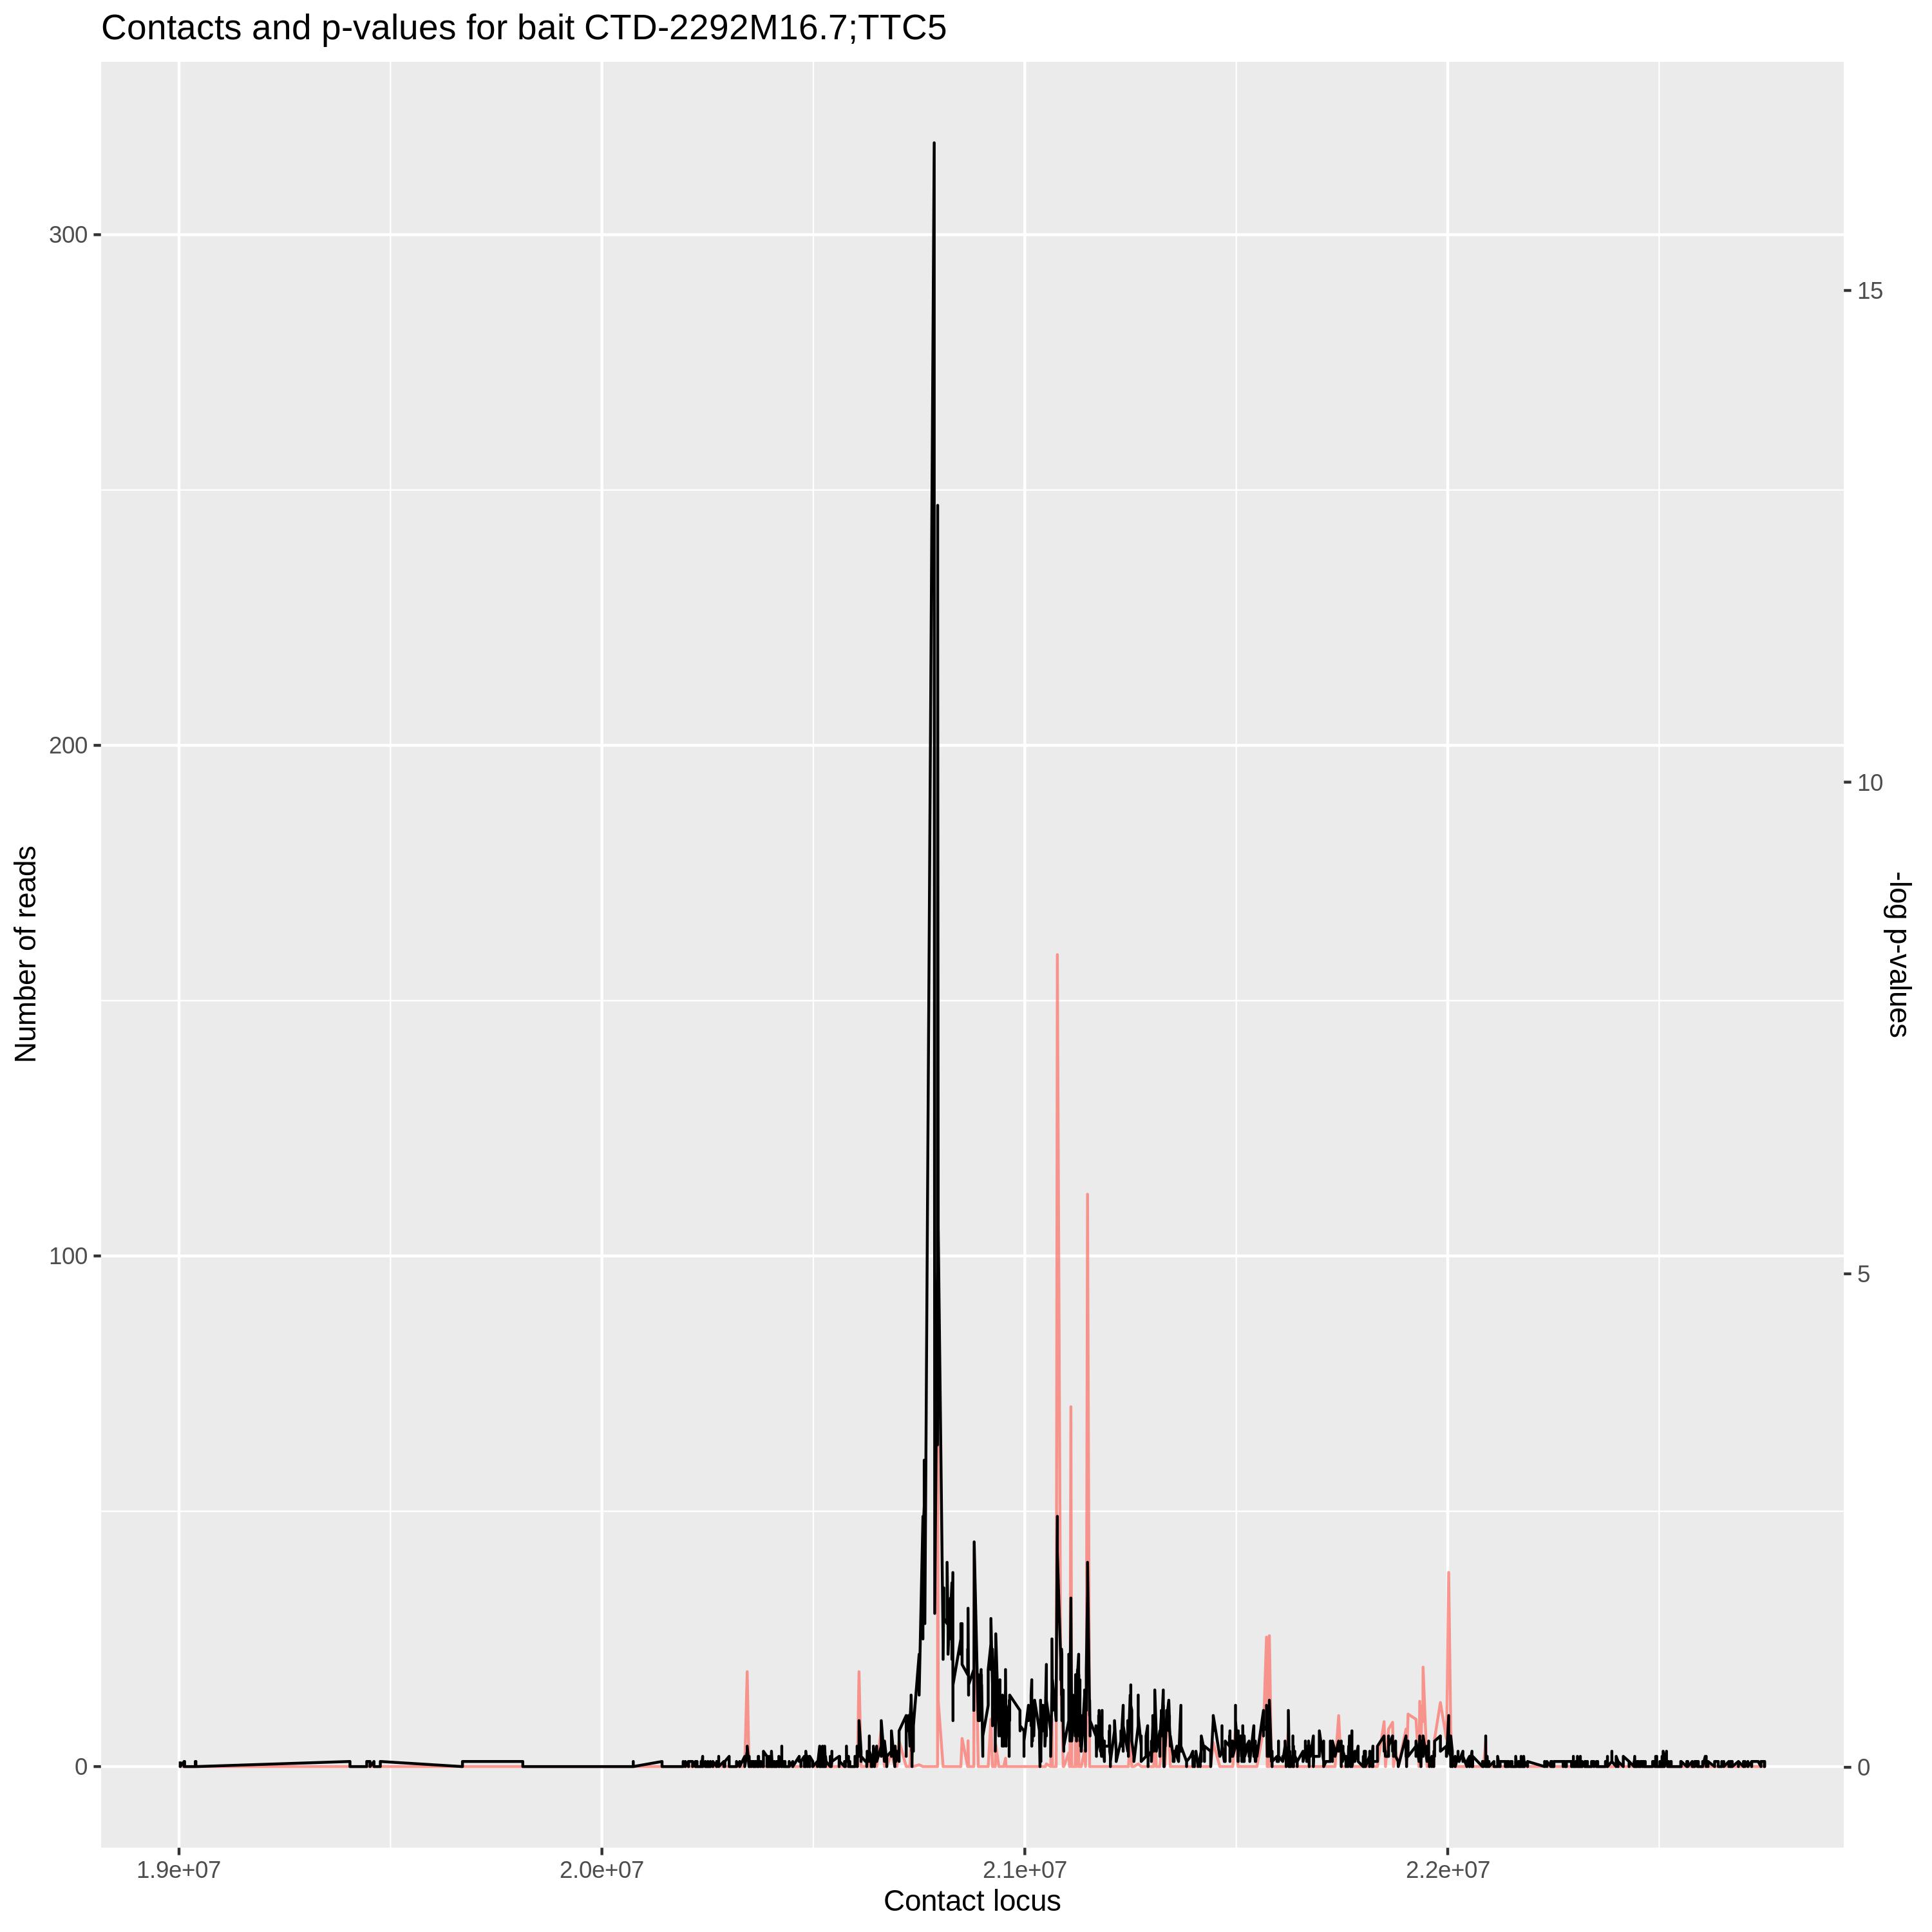 Contacts and p-values for bait CTD-2292M16.7;TTC5
300
200
100
0
Number of reads
15
10
5
0
-log p-values
1.9e+07 2.0e+07 2.1e+07 2.2e+07
Contact locus